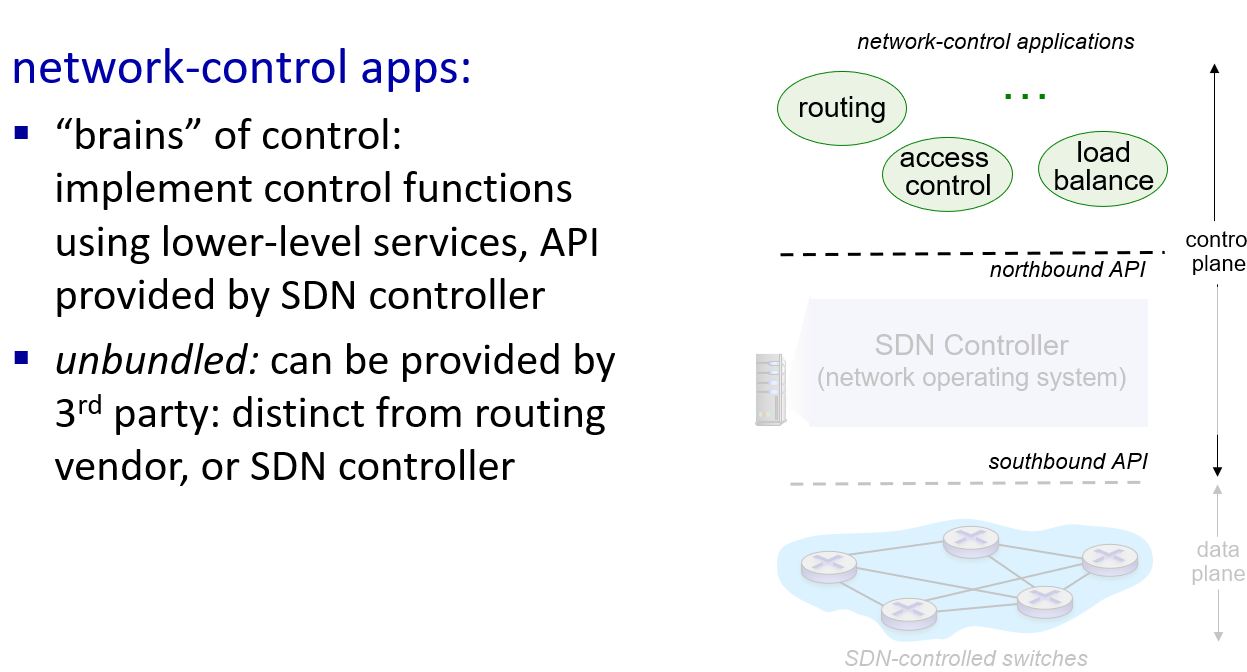 network-control apps:
“brains” of control:
implement control functions
using lower-level services, API
provided by SDN controller
unbundled: can be provided by
3rd party: distinct from routing
vendor, or SDN controller
network-control applications
routing
. . .
access
control
load
balance
northbound API
SDN Controller
(network operating system)
southbound API
SDN-controlled switches
contro
plane
data
plane